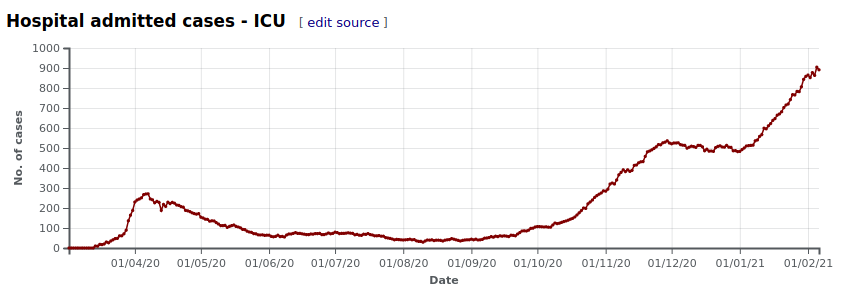 Hospital admitted cases - ICU [ edit source ]
1000
900
800
700
600
500
400
300
200
100
0
No. of cases
01/04/20 01/05/20 01/06/20 01/07/20 01/08/20 01/09/20 01/10/20 01/11/20 01/12/20 01/01/21 01/02/21
Date